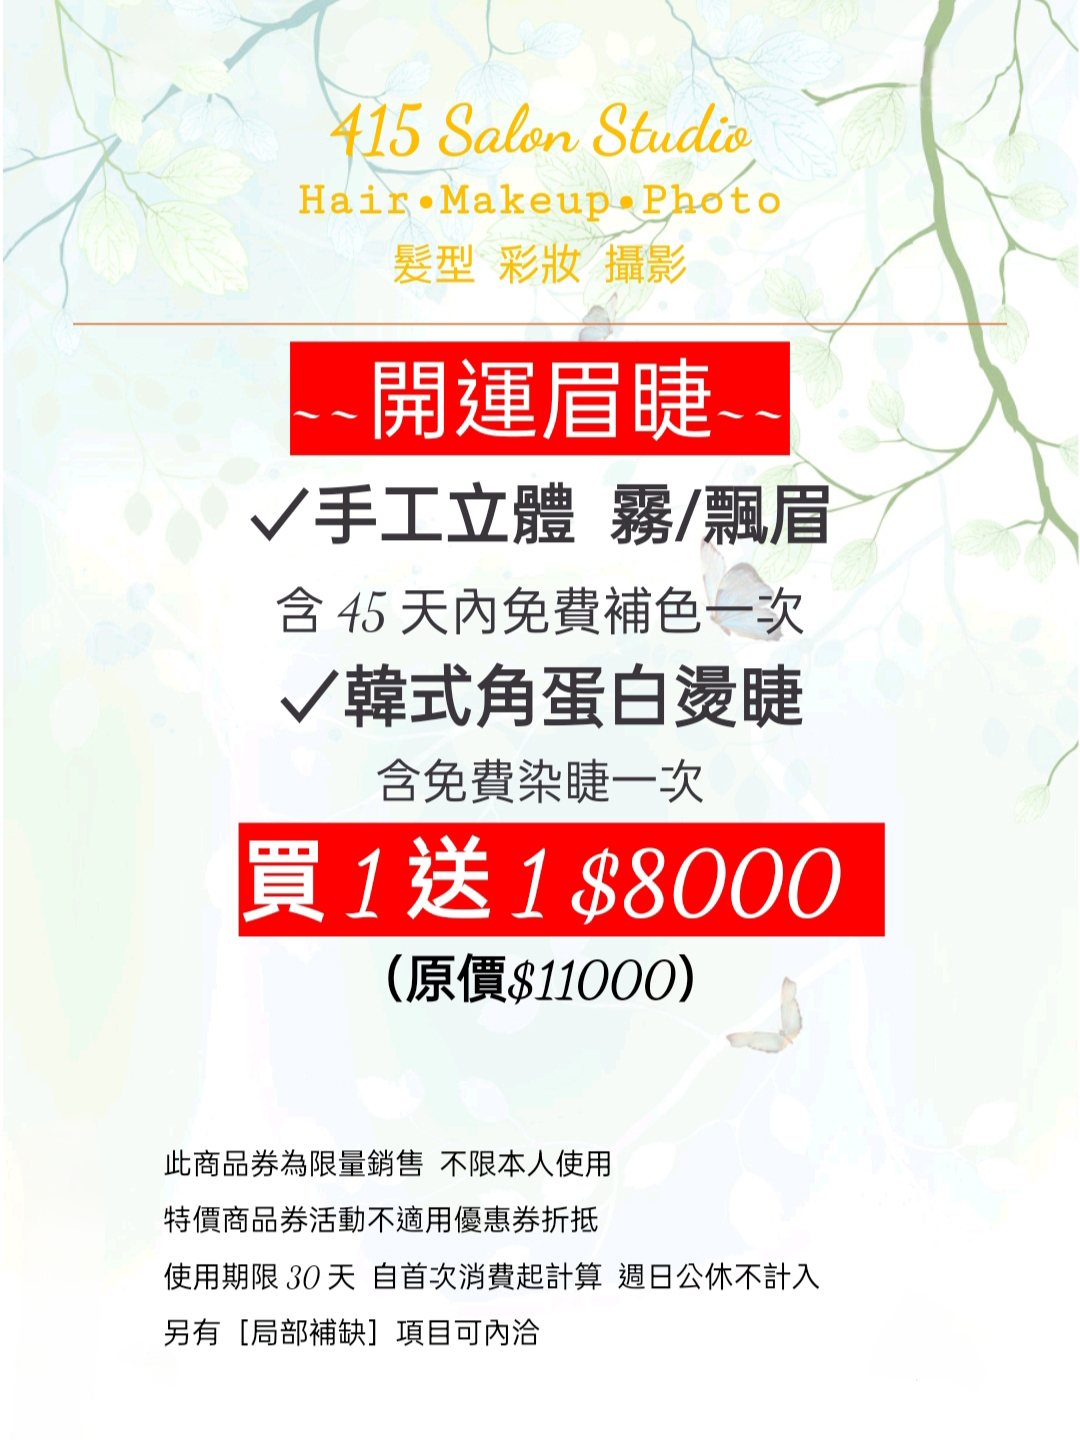 415 Salon Studio
Hair•Makeup•Photo
髮型 彩妝 攝影
~~開運眉睫~~
✓手工立體 霧/飄眉
含 45 天內免費補色一次
✓韓式角蛋白燙睫
含免費染睫一次
買 1 送 1 $8000
（原價$11000）
此商品券為限量銷售 不限本人使用
特價商品券活動不適用優惠券折抵
使用期限 30 天 自首次消費起計算 週日公休不計入
另有［局部補缺］項目可內洽